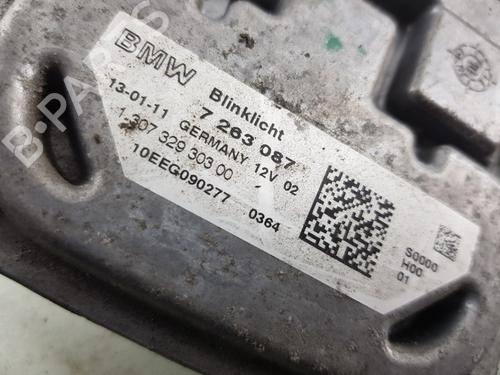 BMW
Blinklicht
7 263 087
13-01-11 GERMANY 12V 02
1 307 329 303 00
10EEG090277 0364
S0000
H00
01
B-PARTS